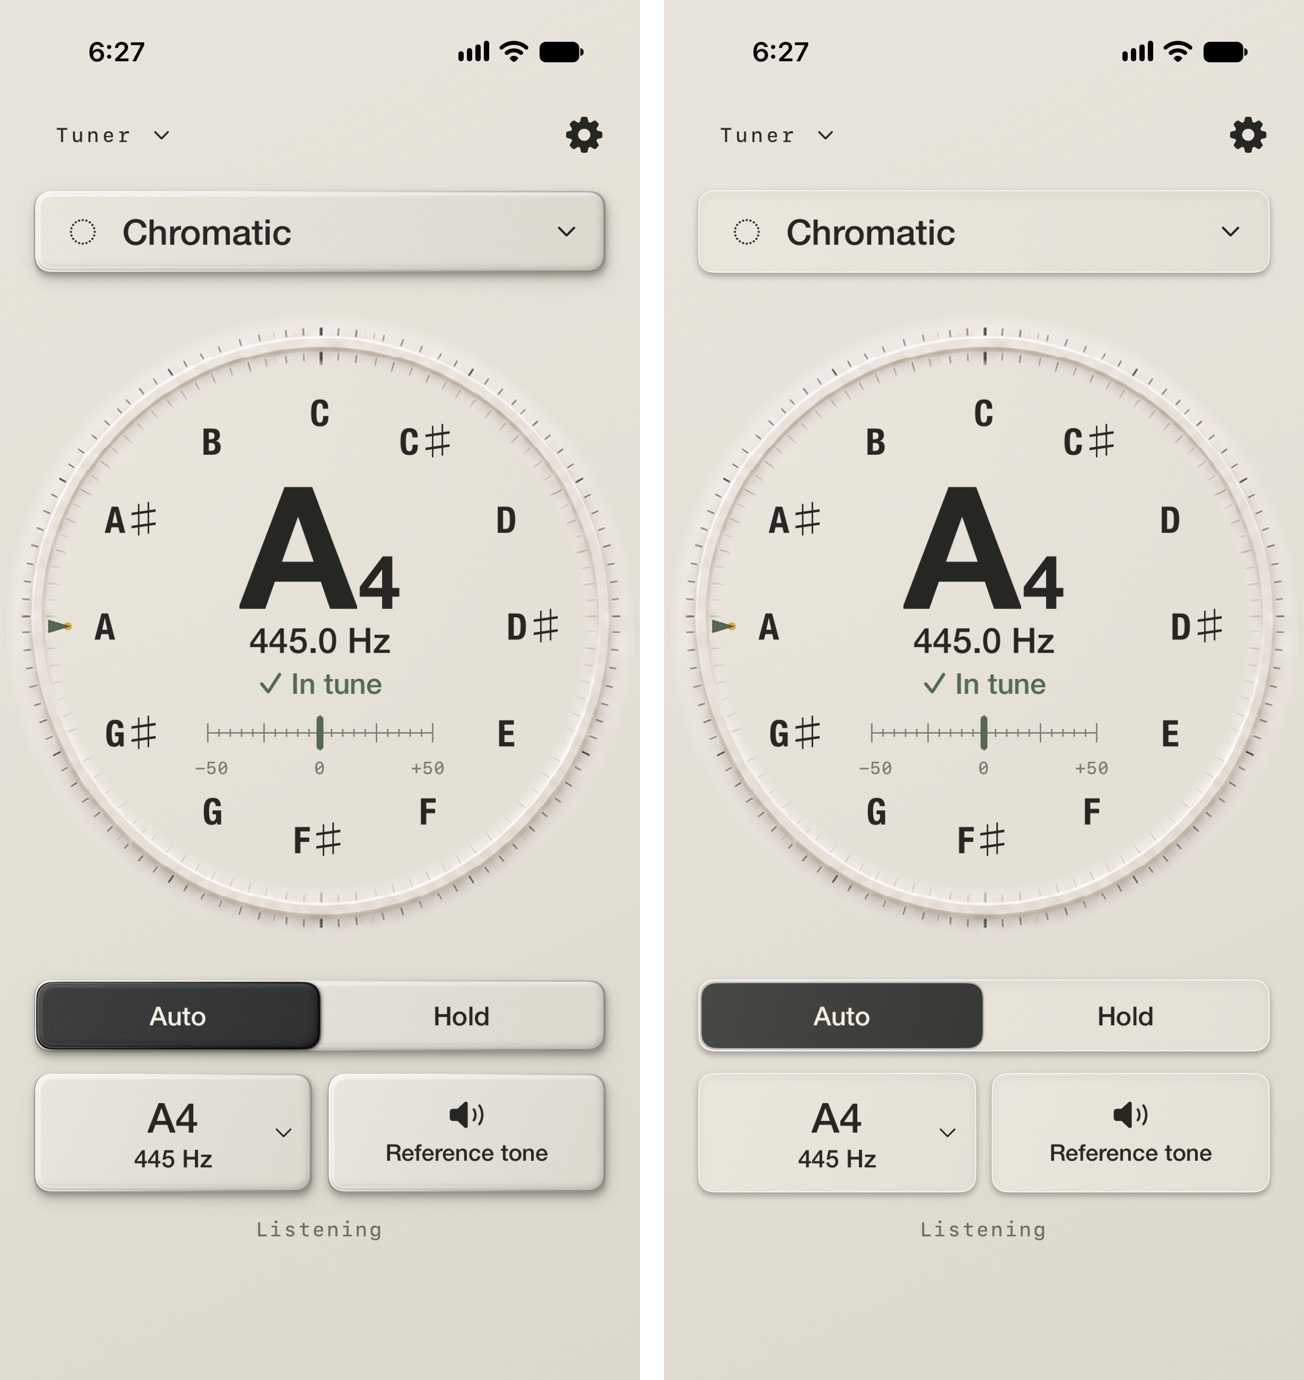 6:27
Tuner
Chromatic
C
B
C♯
A♯
D
A4
A
D♯
445.0 Hz
✓ In tune
G♯
E
−50 0 +50
G
F
F♯
Auto
Hold
A4
445 Hz
Reference tone
Listening
6:27
Tuner
Chromatic
C
B
C♯
A♯
D
A4
A
D♯
445.0 Hz
✓ In tune
G♯
E
−50 0 +50
G
F
F♯
Auto
Hold
A4
445 Hz
Reference tone
Listening